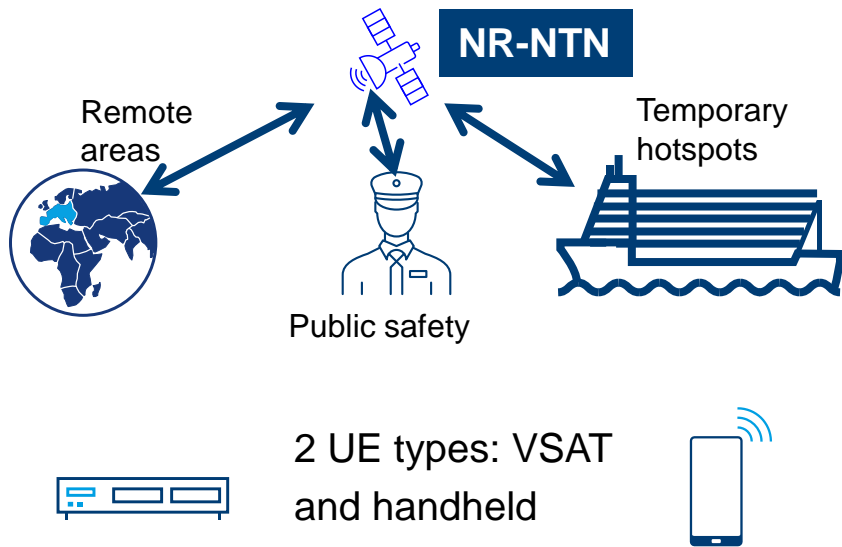 NR-NTN
Remote
areas
Temporary
hotspots
Public safety
2 UE types: VSAT
and handheld